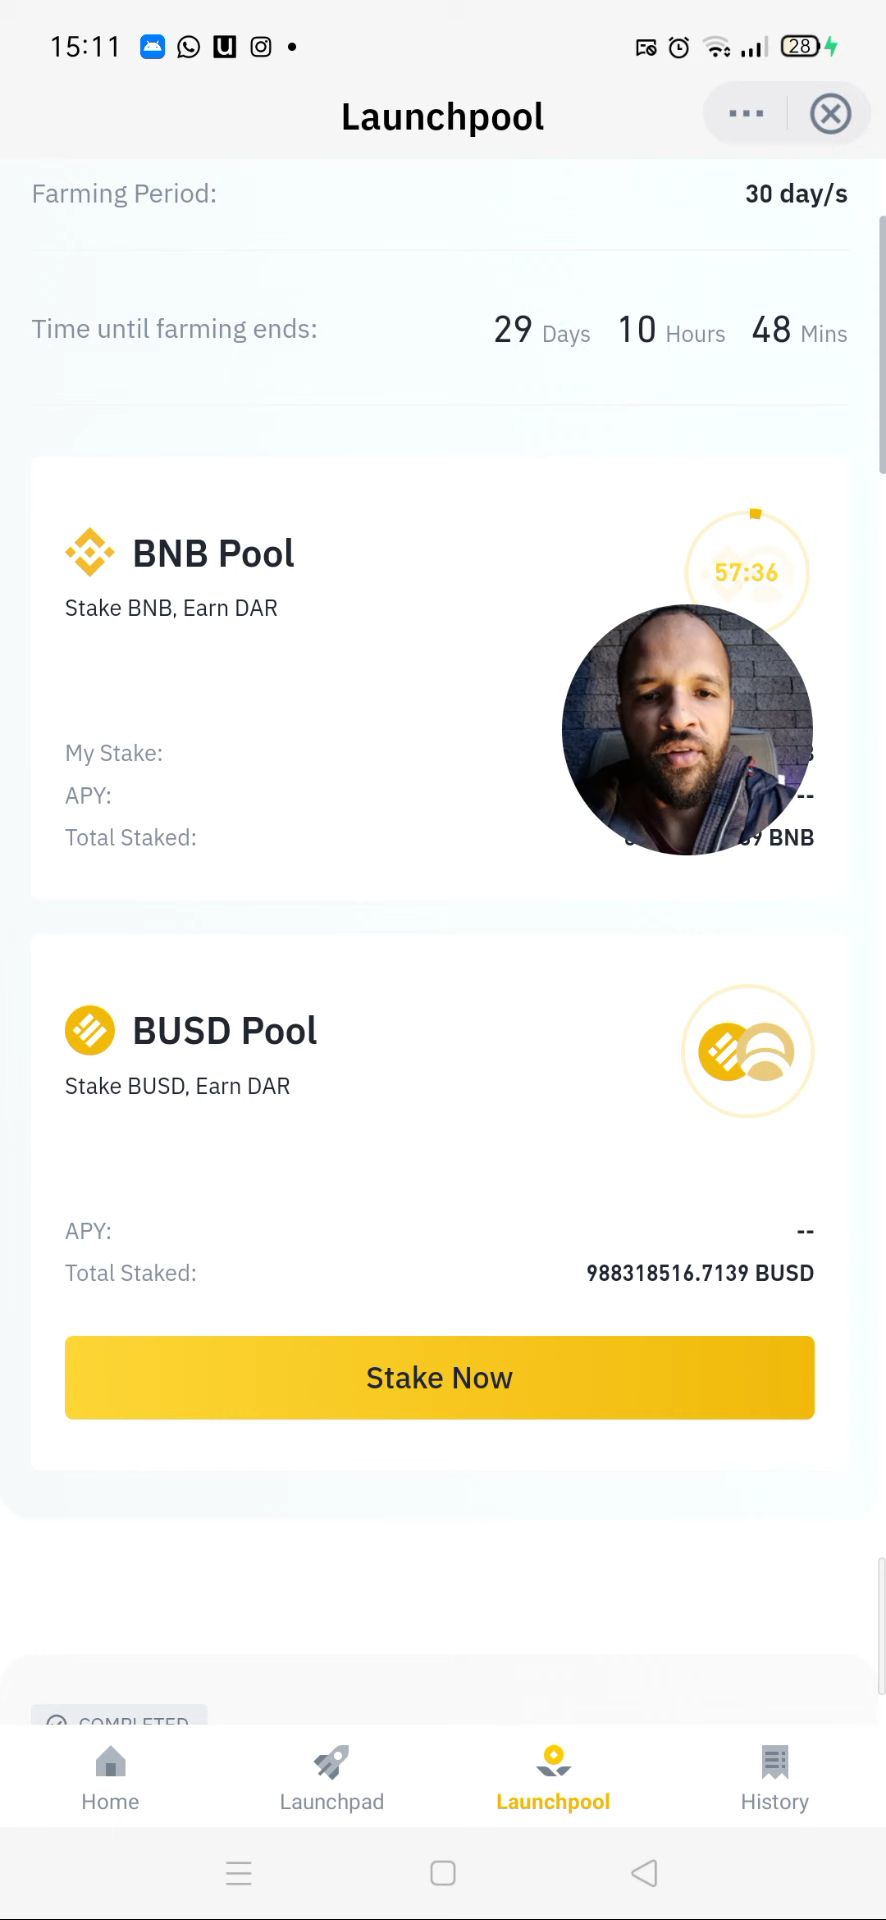 15:11
28
Launchpool
Farming Period: 30 day/s
Time until farming ends: 29 Days 10 Hours 48 Mins
BNB Pool
57:36
Stake BNB, Earn DAR
My Stake:
APY: --
Total Staked: BNB
BUSD Pool
Stake BUSD, Earn DAR
APY: --
Total Staked: 988318516.7139 BUSD
Stake Now
COMPLETED
Home Launchpad Launchpool History